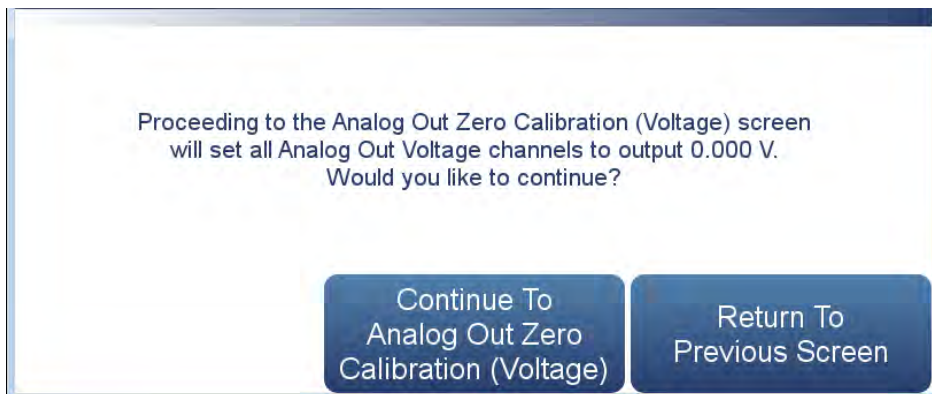 Proceeding to the Analog Out Zero Calibration (Voltage) screen
will set all Analog Out Voltage channels to output 0.000 V.
Would you like to continue?
Continue To
Analog Out Zero
Calibration (Voltage)
Return To
Previous Screen